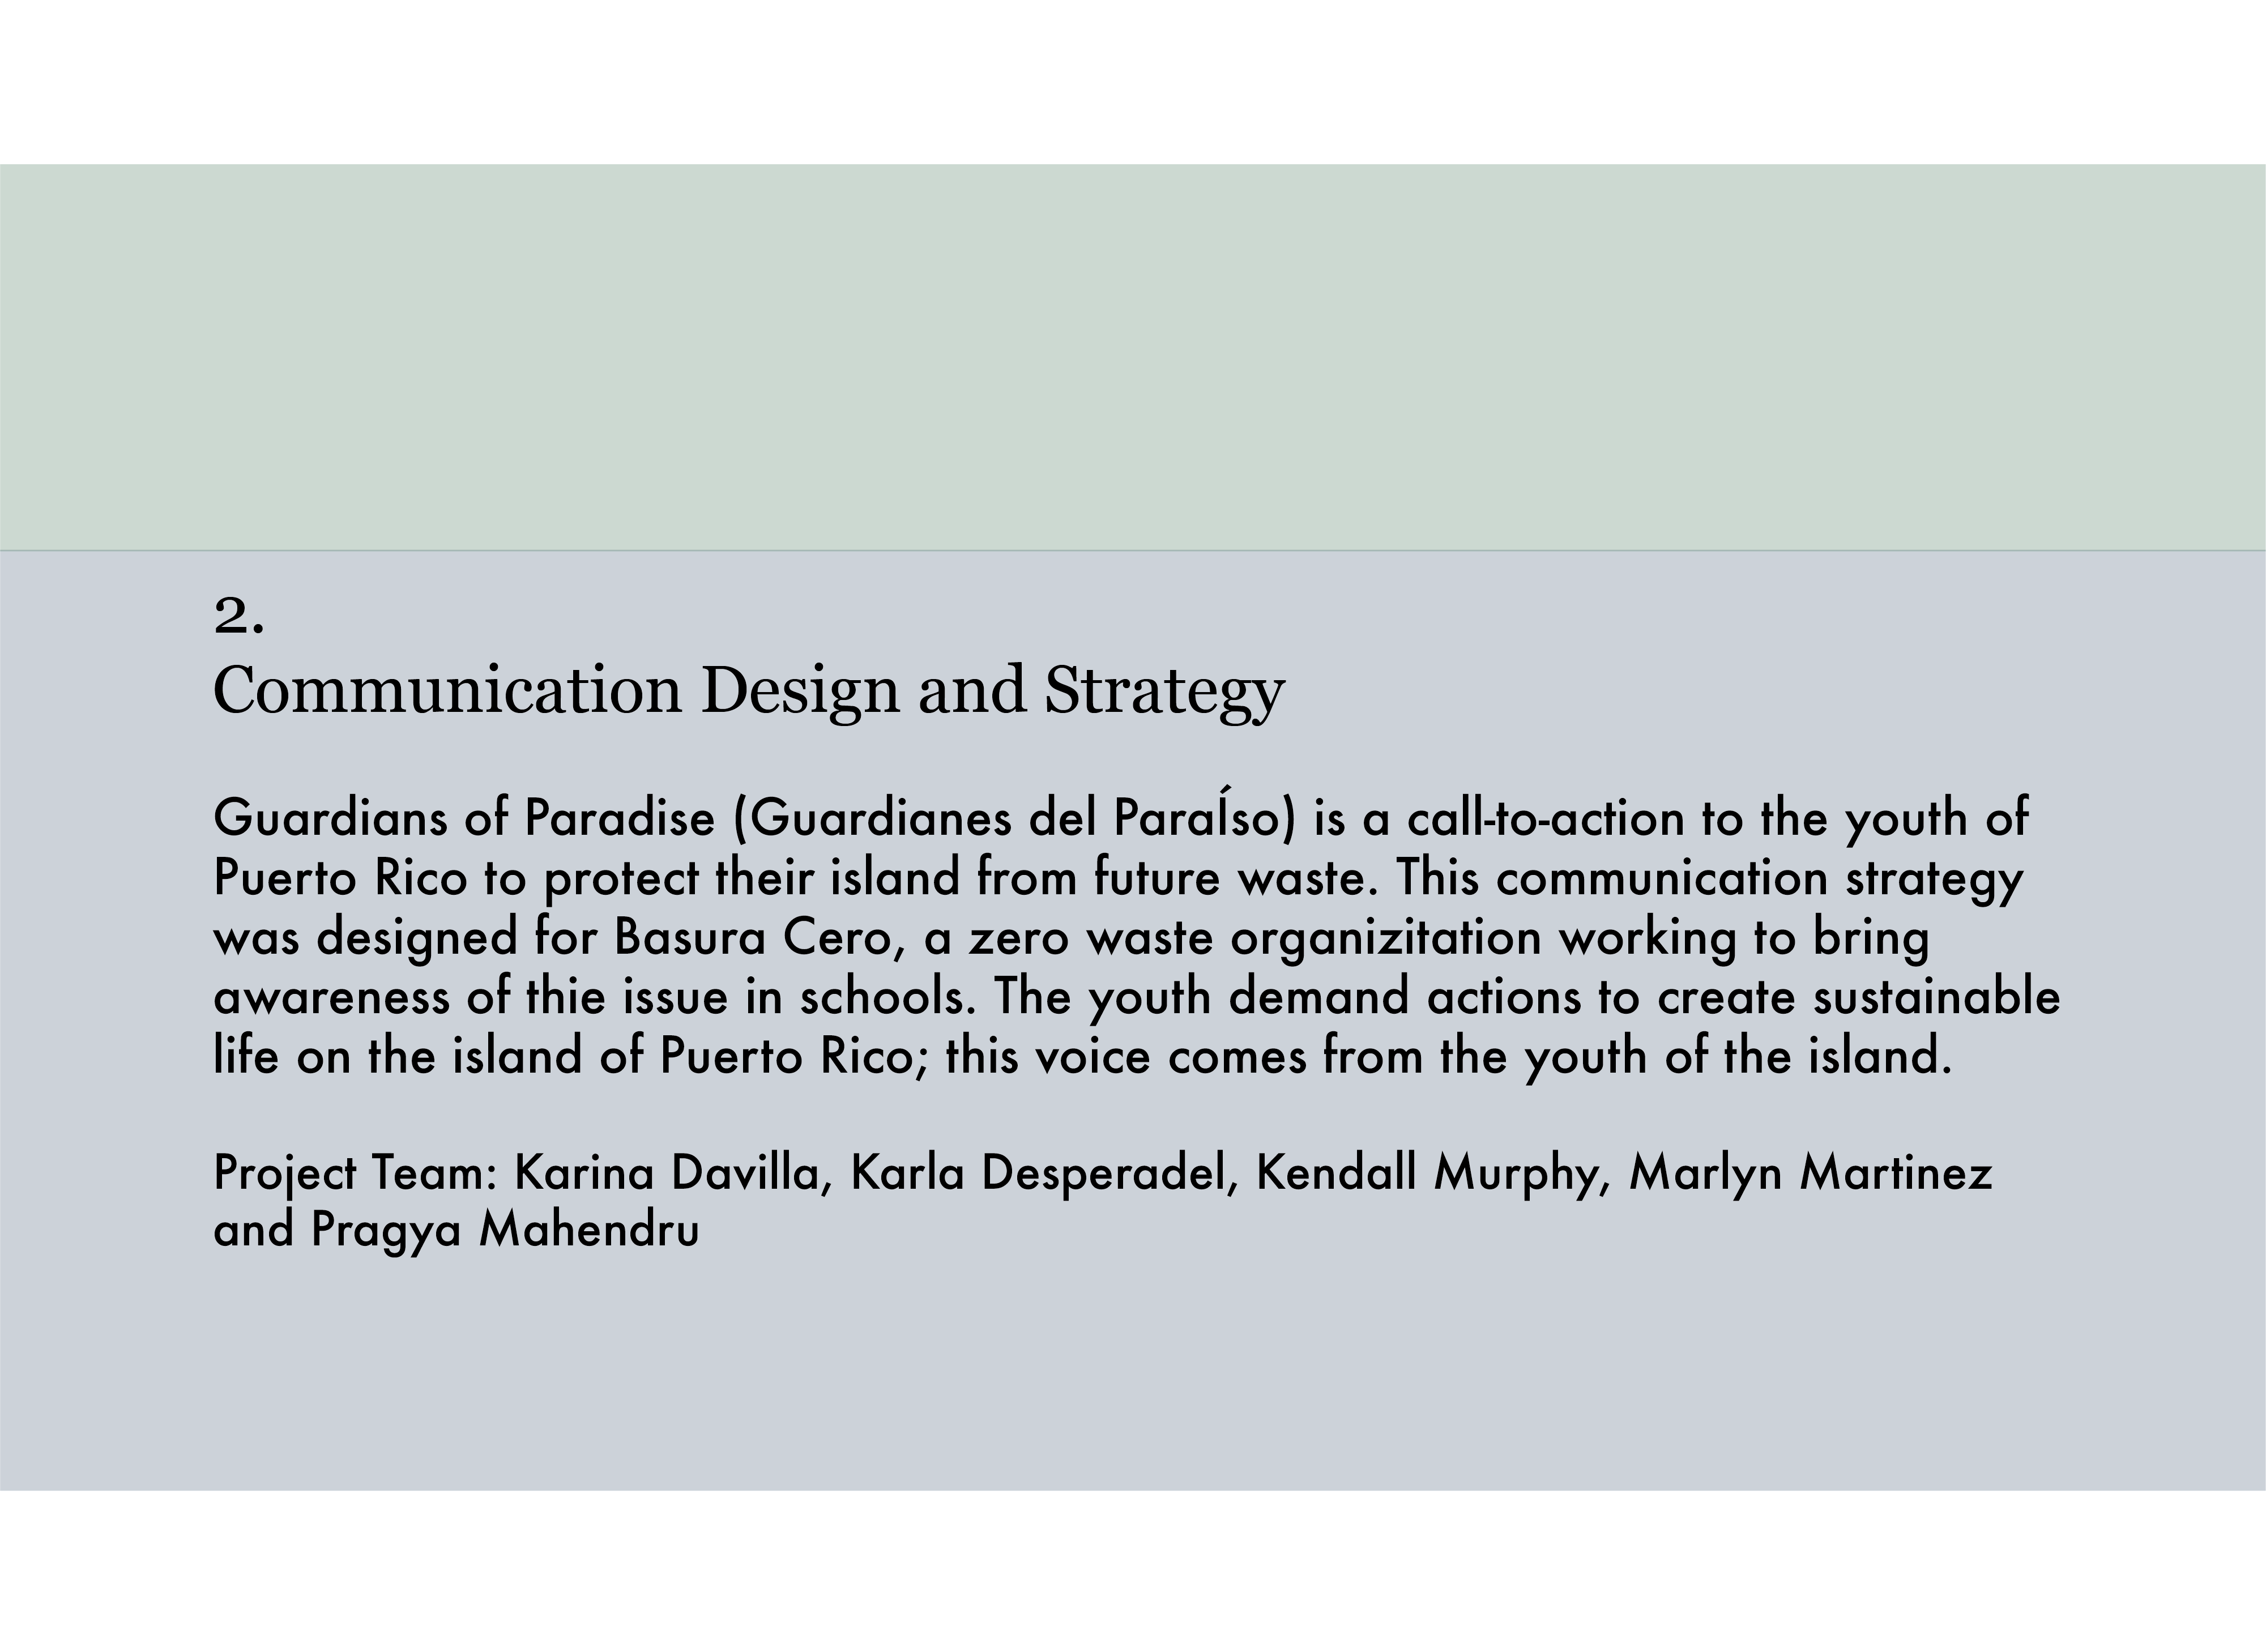 2.
Communication Design and Strategy
Guardians of Paradise (Guardianes del ParaÍso) is a call-to-action to the youth of
Puerto Rico to protect their island from future waste. This communication strategy
was designed for Basura Cero, a zero waste organizitation working to bring
awareness of thie issue in schools. The youth demand actions to create sustainable
life on the island of Puerto Rico; this voice comes from the youth of the island.
Project Team: Karina Davilla, Karla Desperadel, Kendall Murphy, Marlyn Martinez
and Pragya Mahendru